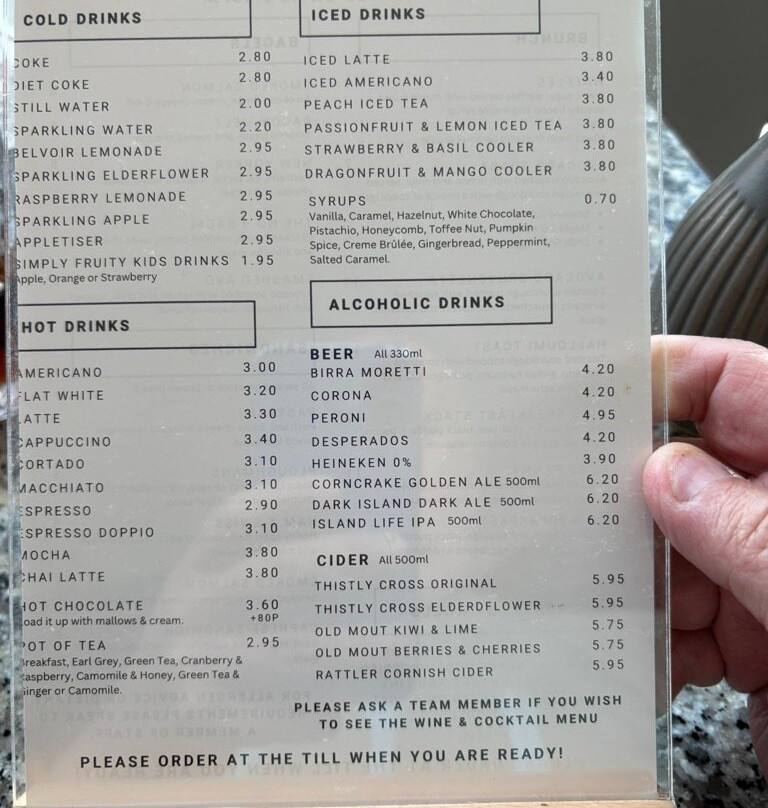 COLD DRINKS
COKE 2.80
DIET COKE 2.80
STILL WATER 2.00
SPARKLING WATER 2.20
BELVOIR LEMONADE 2.95
SPARKLING ELDERFLOWER 2.95
RASPBERRY LEMONADE 2.95
SPARKLING APPLE 2.95
APPLETISER 2.95
SIMPLY FRUITY KIDS DRINKS 1.95
Apple, Orange or Strawberry
HOT DRINKS
AMERICANO 3.00
FLAT WHITE 3.20
LATTE 3.30
CAPPUCCINO 3.40
CORTADO 3.10
MACCHIATO 3.10
ESPRESSO 2.90
ESPRESSO DOPPIO 3.10
MOCHA 3.80
CHAI LATTE 3.80
HOT CHOCOLATE 3.60
Load it up with mallows & cream. +80P
POT OF TEA 2.95
Breakfast, Earl Grey, Green Tea, Cranberry &
Raspberry, Camomile & Honey, Green Tea &
Ginger or Camomile.
ICED DRINKS
ICED LATTE 3.80
ICED AMERICANO 3.40
PEACH ICED TEA 3.80
PASSIONFRUIT & LEMON ICED TEA 3.80
STRAWBERRY & BASIL COOLER 3.80
DRAGONFRUIT & MANGO COOLER 3.80
SYRUPS 0.70
Vanilla, Caramel, Hazelnut, White Chocolate,
Pistachio, Honeycomb, Toffee Nut, Pumpkin
Spice, Creme Brûlée, Gingerbread, Peppermint,
Salted Caramel.
ALCOHOLIC DRINKS
BEER All 330ml
BIRRA MORETTI 4.20
CORONA 4.20
PERONI 4.95
DESPERADOS 4.20
HEINEKEN 0% 3.90
CORNCRAKE GOLDEN ALE 500ml 6.20
DARK ISLAND DARK ALE 500ml 6.20
ISLAND LIFE IPA 500ml 6.20
CIDER All 500ml
THISTLY CROSS ORIGINAL 5.95
THISTLY CROSS ELDERDFLOWER 5.95
OLD MOUT KIWI & LIME 5.75
OLD MOUT BERRIES & CHERRIES 5.75
RATTLER CORNISH CIDER 5.95
PLEASE ASK A TEAM MEMBER IF YOU WISH
TO SEE THE WINE & COCKTAIL MENU
PLEASE ORDER AT THE TILL WHEN YOU ARE READY!